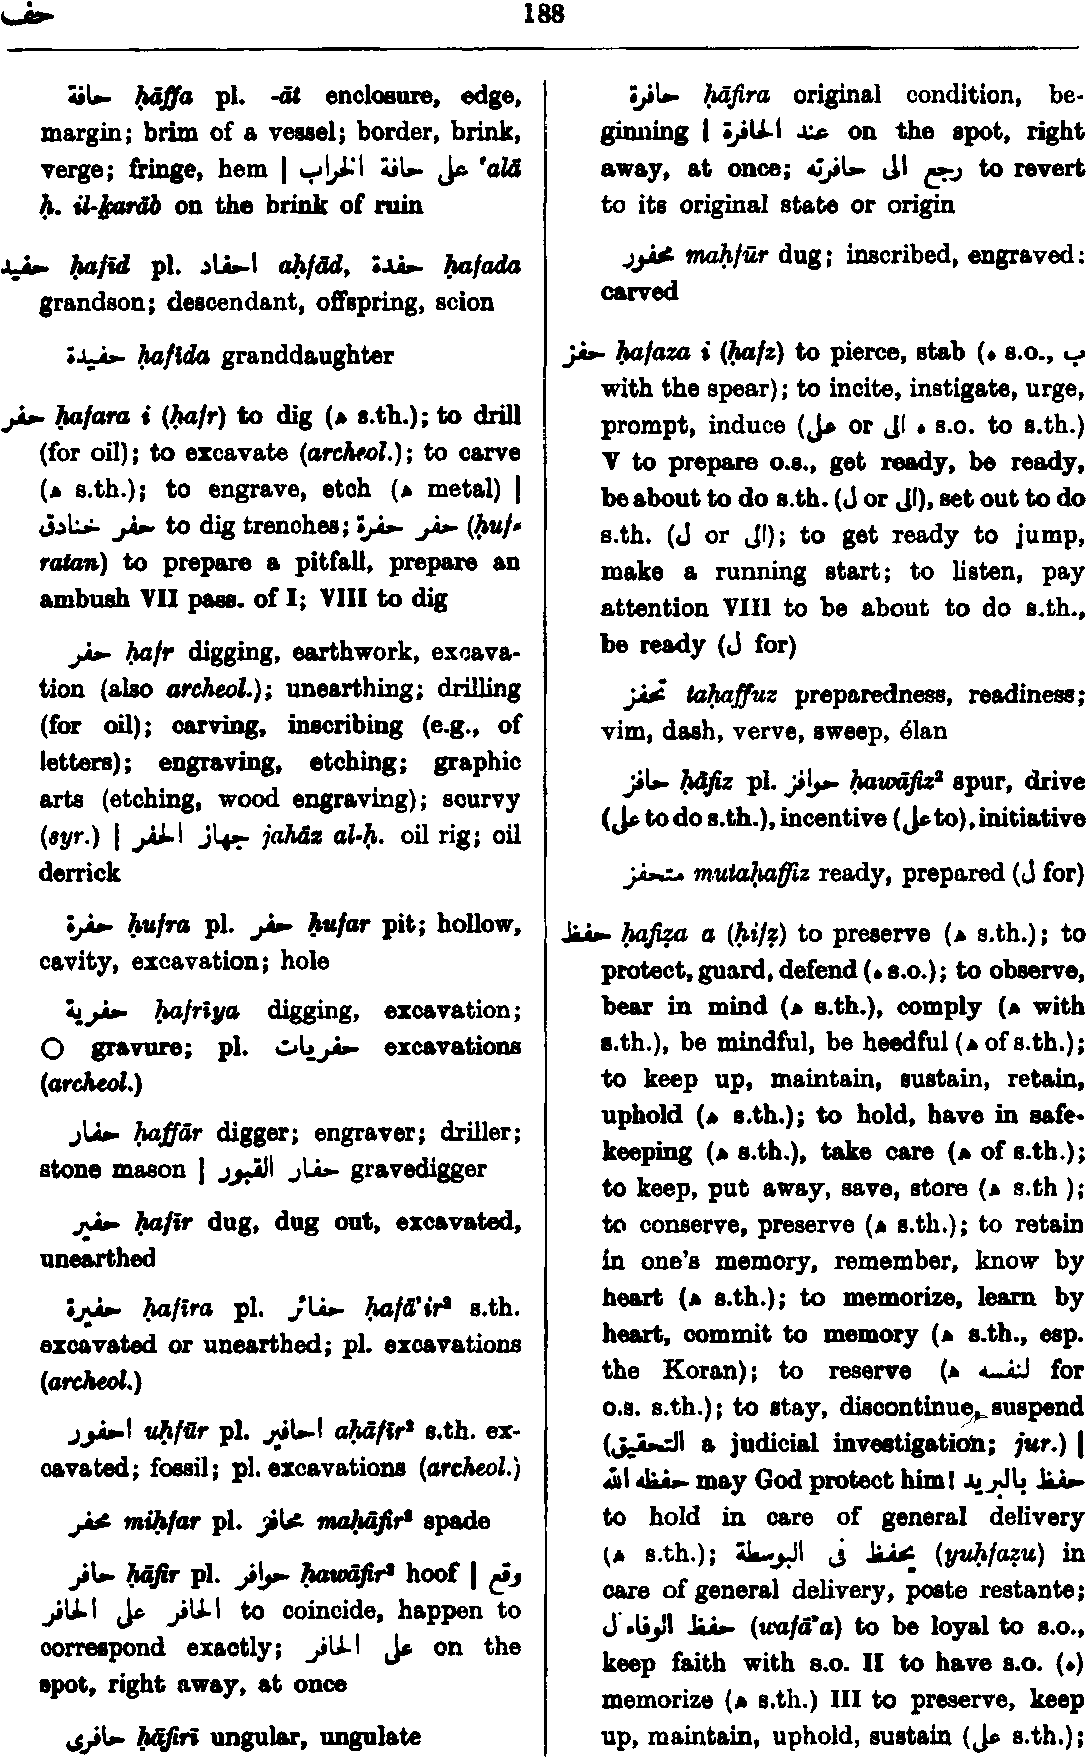 حف 188
حافة ḥāffa pl. -āt enclosure, edge,
margin; brim of a vessel; border, brink,
verge; fringe, hem | على حافة الخراب ‘alā
ḥ. il-ḵarāb on the brink of ruin
حفيد ḥafīd pl. احفاد aḥfād, حفدة ḥafada
grandson; descendant, offspring, scion
حفيدة ḥafīda granddaughter
حفر ḥafara i (ḥafr) to dig (ه s.th.); to drill
(for oil); to excavate (archeol.); to carve
(ه s.th.); to engrave, etch (ه metal) |
حفر خنادق to dig trenches; حفر حفرة (ḥuf-
ratan) to prepare a pitfall, prepare an
ambush VII pass. of I; VIII to dig
حفر ḥafr digging, earthwork, excava-
tion (also archeol.); unearthing; drilling
(for oil); carving, inscribing (e.g., of
letters); engraving, etching; graphic
arts (etching, wood engraving); scurvy
(syr.) | جهاز الحفر jahāz al-ḥ. oil rig; oil
derrick
حفرة ḥufra pl. حفر ḥufar pit; hollow,
cavity, excavation; hole
حفرية ḥafrīya digging, excavation;
○ gravure; pl. حفريات excavations
(archeol.)
حفار ḥaffār digger; engraver; driller;
stone mason | حفار القبور gravedigger
حفير ḥafīr dug, dug out, excavated,
unearthed
حفيرة ḥafīra pl. حفائر ḥafā’ir² s.th.
excavated or unearthed; pl. excavations
(archeol.)
احفور uḥfūr pl. احافير aḥāfīr² s.th. ex-
cavated; fossil; pl. excavations (archeol.)
محفر miḥfar pl. محافر maḥāfir² spade
حافر ḥāfir pl. حوافر ḥawāfir² hoof | وقع
الحافر على الحافر to coincide, happen to
correspond exactly; على الحافر on the
spot, right away, at once
حافرى ḥāfirī ungular, ungulate
حافرة ḥāfira original condition, be-
ginning | عند الحافرة on the spot, right
away, at once; رجع الى حافرته to revert
to its original state or origin
محفور maḥfūr dug; inscribed, engraved;
carved
حفز ḥafaza i (ḥafz) to pierce, stab (ه s.o., ب
with the spear); to incite, instigate, urge,
prompt, induce (على or الى ه s.o. to s.th.)
V to prepare o.s., get ready, be ready,
be about to do s.th. (ل or الى), set out to do
s.th. (ل or الى); to get ready to jump,
make a running start; to listen, pay
attention VIII to be about to do s.th.,
be ready (ل for)
تحفز taḥaffuz preparedness, readiness;
vim, dash, verve, sweep, élan
حافز ḥāfiz pl. حوافز ḥawāfiz² spur, drive
(على to do s.th.), incentive (على to), initiative
متحفز mutaḥaffiz ready, prepared (ل for)
حفظ ḥafiẓa a (ḥifẓ) to preserve (ه s.th.); to
protect, guard, defend (ه s.o.); to observe,
bear in mind (ه s.th.), comply (ه with
s.th.), be mindful, be heedful (ه of s.th.);
to keep up, maintain, sustain, retain,
uphold (ه s.th.); to hold, have in safe-
keeping (ه s.th.), take care (ه of s.th.);
to keep, put away, save, store (ه s.th );
to conserve, preserve (ه s.th.); to retain
in one's memory, remember, know by
heart (ه s.th.); to memorize, learn by
heart, commit to memory (ه s.th., esp.
the Koran); to reserve (ه لنفسه for
o.s. s.th.); to stay, discontinue, suspend
(التحقيق a judicial investigation; jur.) |
حفظه الله may God protect him! حفظ بالبريد
to hold in care of general delivery
(ه s.th.); يحفظ فى البوسطة (yuḥfaẓu) in
care of general delivery, poste restante;
حفظ الوفاء ل (wafā’a) to be loyal to s.o.,
keep faith with s.o. II to have s.o. (ه)
memorize (ه s.th.) III to preserve, keep
up, maintain, uphold, sustain (على s.th.);